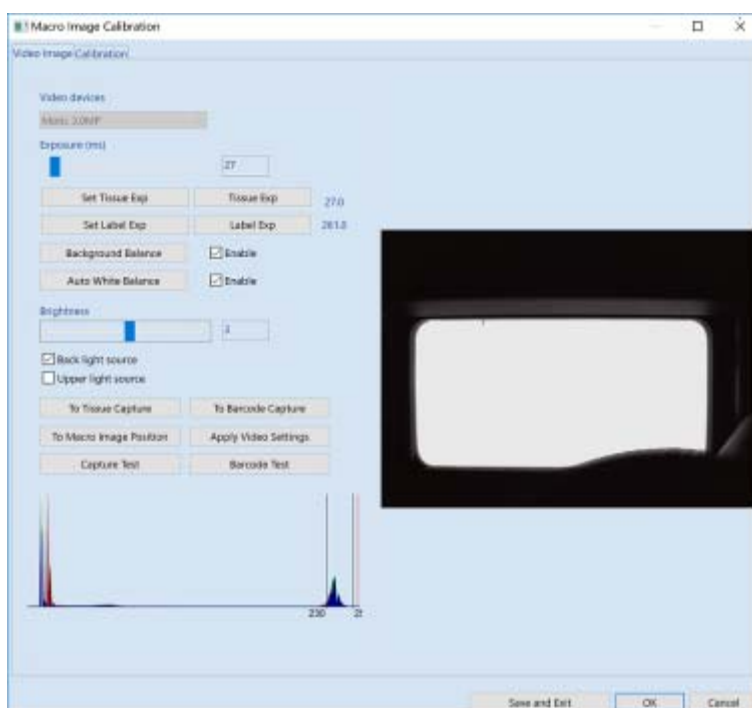 Macro Image Calibration
Video Image Calibration
Video devices
Exposure (ms)
27
Set Tissue Exp Tissue Exp 27.0
Set Label Exp Label Exp
Background Balance Enable
Auto White Balance Enable
Brightness
3
Back light source
Upper light source
To Tissue Capture To Barcode Capture
To Macro Image Position Apply Video Settings
Capture Test Barcode Test
230
Save and Exit OK Cancel